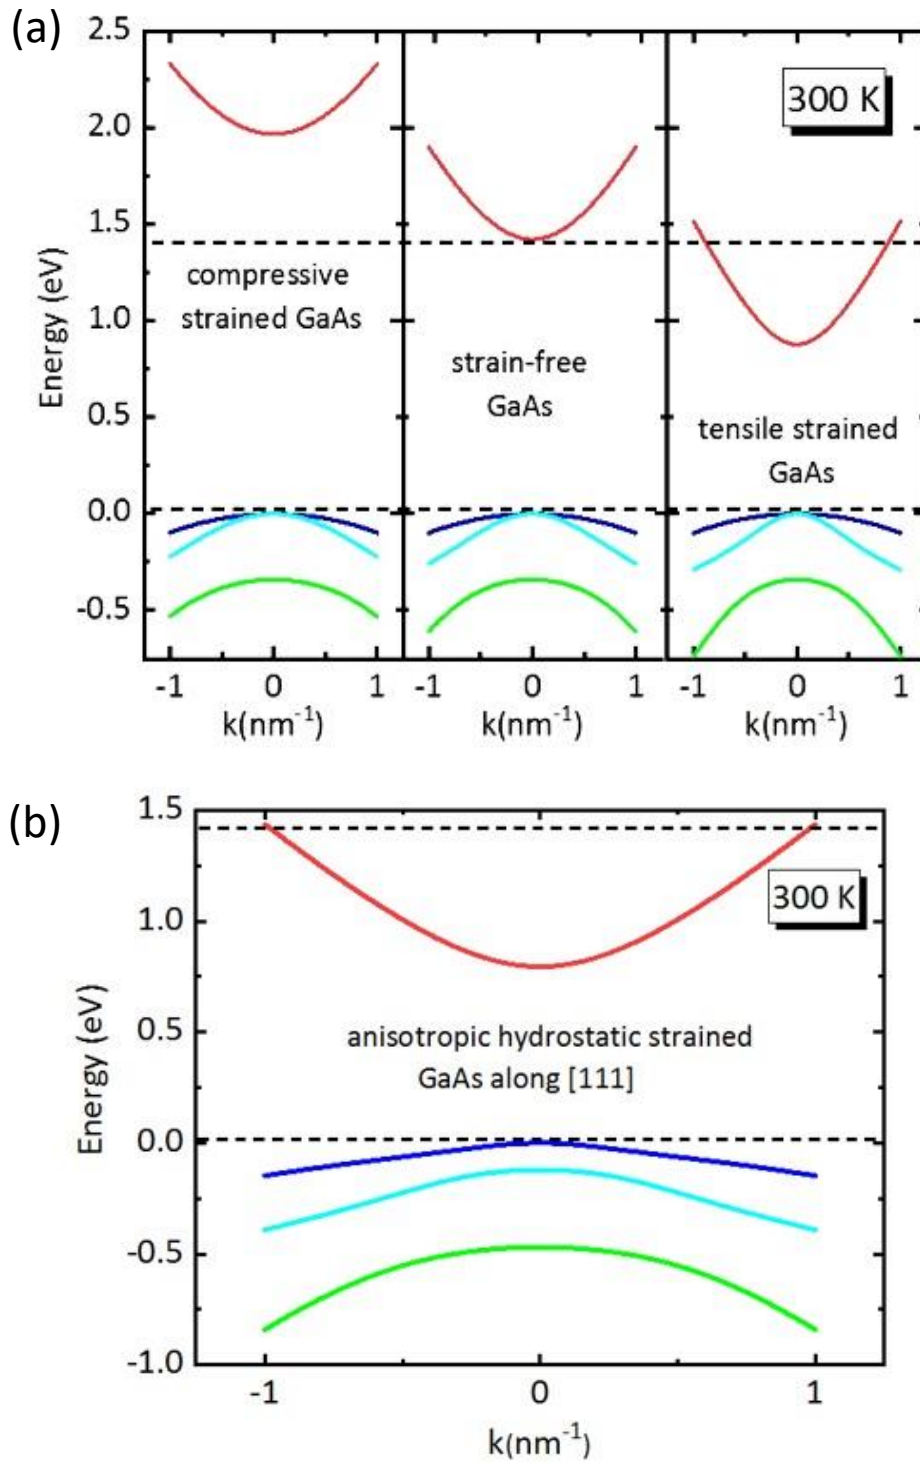 (a)
2.5
2.0
1.5
1.0
0.5
0.0
-0.5
Energy (eV)
300 K
compressive
strained GaAs
strain-free
GaAs
tensile strained
GaAs
-1 0 1 -1 0 1 -1 0 1
k(nm⁻¹) k(nm⁻¹) k(nm⁻¹)
(b)
1.5
1.0
0.5
0.0
-0.5
-1.0
Energy (eV)
300 K
anisotropic hydrostatic strained
GaAs along [111]
-1 0 1
k(nm⁻¹)